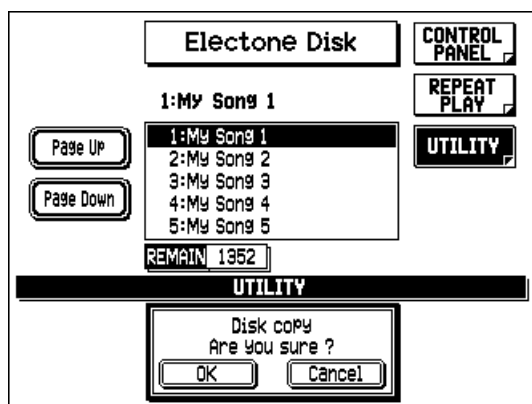 Electone Disk
CONTROL
PANEL
1:My Song 1
REPEAT
PLAY
Page Up
Page Down
1:My Song 1
2:My Song 2
3:My Song 3
4:My Song 4
5:My Song 5
UTILITY
REMAIN 1352
UTILITY
Disk copy
Are you sure ?
OK Cancel